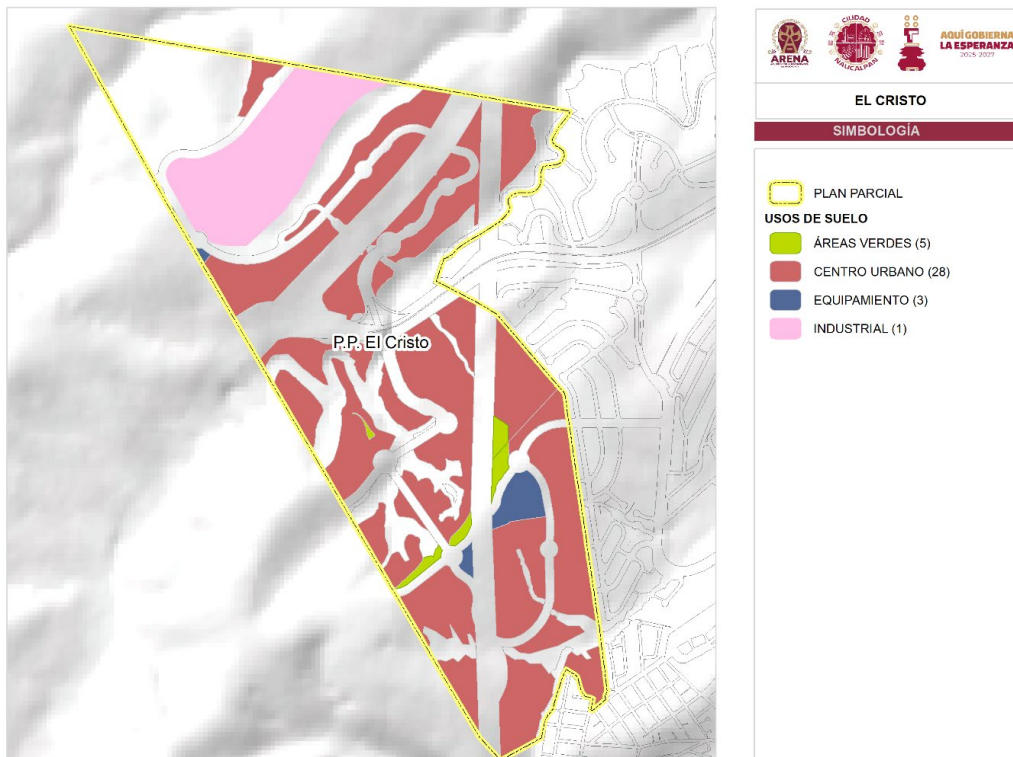 P.P. El Cristo
ARENA
CIUDAD
NAUCALPAN
AQUÍ GOBIERNA
LA ESPERANZA
2025-2027
EL CRISTO
SIMBOLOGÍA
PLAN PARCIAL
USOS DE SUELO
ÁREAS VERDES (5)
CENTRO URBANO (28)
EQUIPAMIENTO (3)
INDUSTRIAL (1)